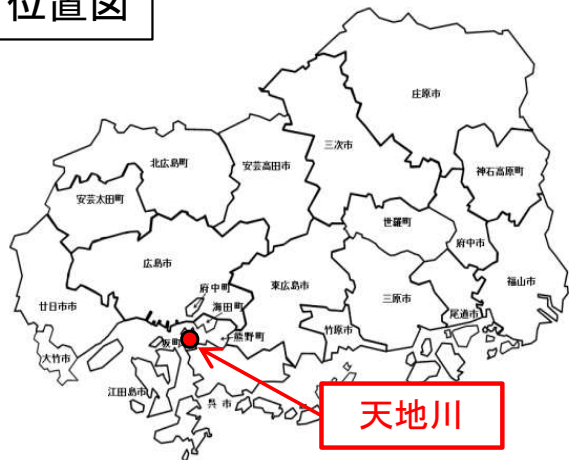 位置図
庄原市
三次市
北広島町
安芸高田市
神石高原町
安芸太田町
世羅町
府中市
広島市
東広島市
福山市
府中町
三原市
廿日市市
海田町
尾道市
竹原市
坂町
熊野町
大竹市
江田島市
呉市
天地川